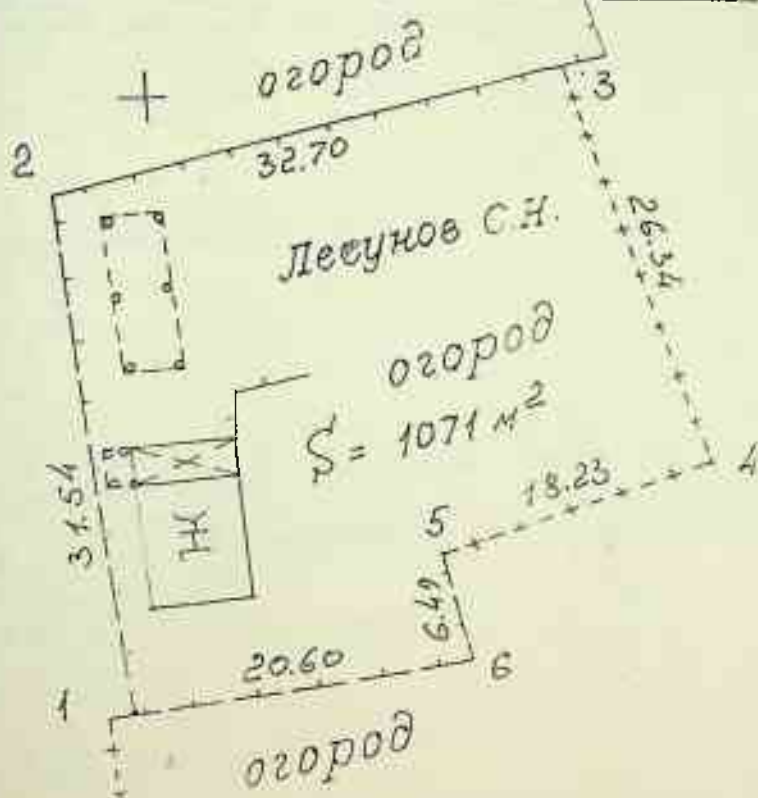 огород
2
3
32.70
Лесунов С.Н.
26.34
огород
S = 1071 м²
31.54
Х
Ж
18.23
4
5
6.49
20.60
6
1
огород